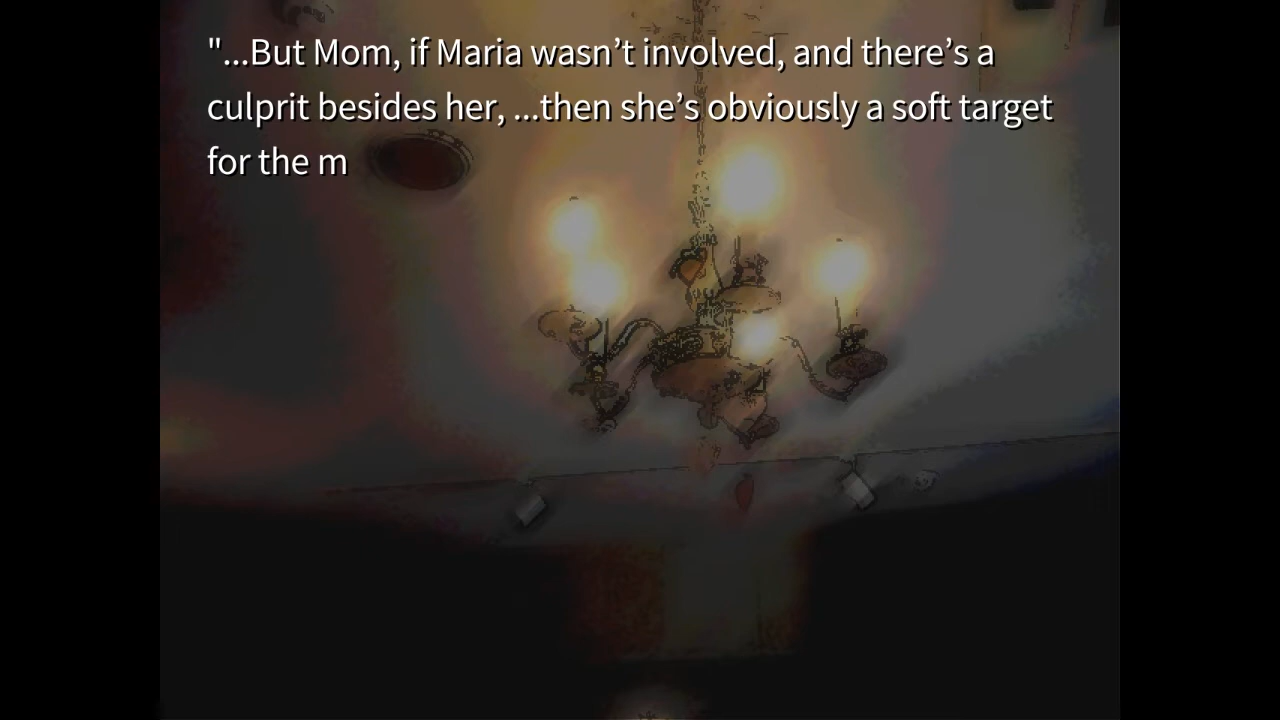 "...But Mom, if Maria wasn’t involved, and there’s a
culprit besides her, ...then she’s obviously a soft target
for the m